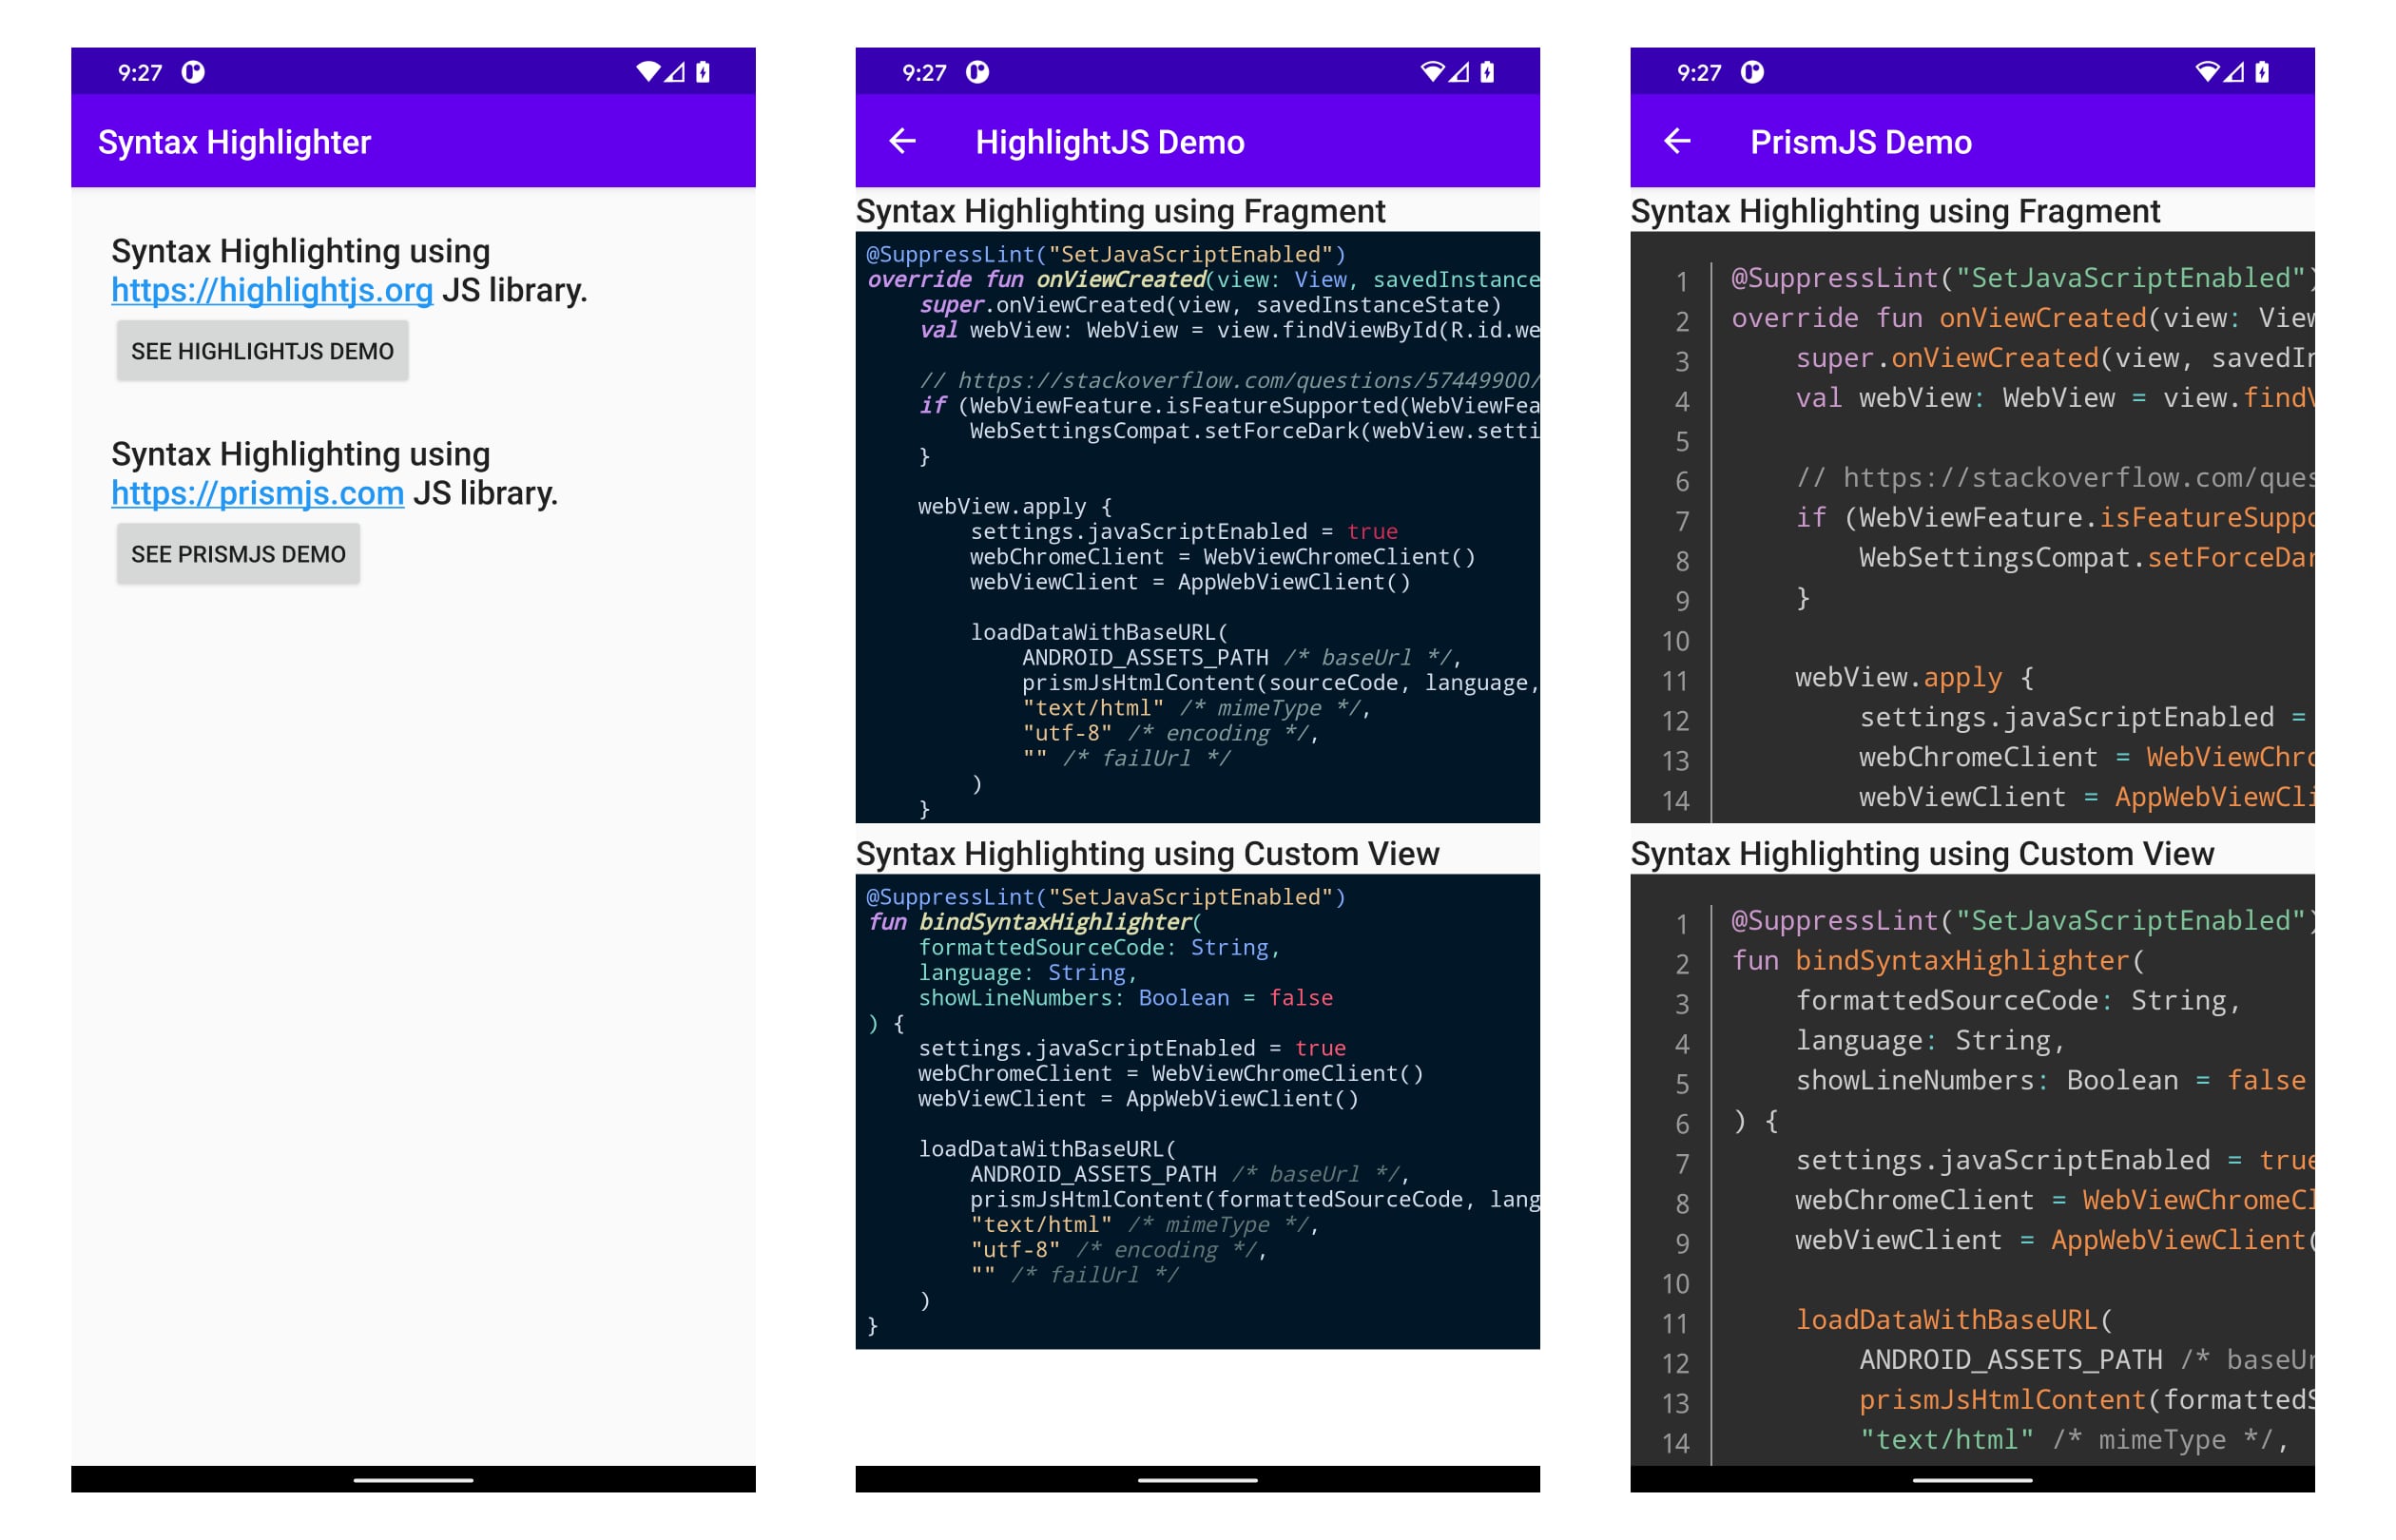 9:27
Syntax Highlighter
Syntax Highlighting using
https://highlightjs.org JS library.
SEE HIGHLIGHTJS DEMO
Syntax Highlighting using
https://prismjs.com JS library.
SEE PRISMJS DEMO
9:27
HighlightJS Demo
Syntax Highlighting using Fragment
@SuppressLint("SetJavaScriptEnabled")
override fun onViewCreated(view: View, savedInstance
super.onViewCreated(view, savedInstanceState)
val webView: WebView = view.findViewById(R.id.we
// https://stackoverflow.com/questions/57449900/
if (WebViewFeature.isFeatureSupported(WebViewFea
WebSettingsCompat.setForceDark(webView.setti
}
webView.apply {
settings.javaScriptEnabled = true
webChromeClient = WebViewChromeClient()
webViewClient = AppWebViewClient()
loadDataWithBaseURL(
ANDROID_ASSETS_PATH /* baseUrl */,
prismJsHtmlContent(sourceCode, language,
"text/html" /* mimeType */,
"utf-8" /* encoding */,
"" /* failUrl */
)
}
Syntax Highlighting using Custom View
@SuppressLint("SetJavaScriptEnabled")
fun bindSyntaxHighlighter(
formattedSourceCode: String,
language: String,
showLineNumbers: Boolean = false
) {
settings.javaScriptEnabled = true
webChromeClient = WebViewChromeClient()
webViewClient = AppWebViewClient()
loadDataWithBaseURL(
ANDROID_ASSETS_PATH /* baseUrl */,
prismJsHtmlContent(formattedSourceCode, lang
"text/html" /* mimeType */,
"utf-8" /* encoding */,
"" /* failUrl */
)
}
9:27
PrismJS Demo
Syntax Highlighting using Fragment
1 @SuppressLint("SetJavaScriptEnabled")
2 override fun onViewCreated(view: View
3 super.onViewCreated(view, savedIn
4 val webView: WebView = view.findV
5
6 // https://stackoverflow.com/ques
7 if (WebViewFeature.isFeatureSuppo
8 WebSettingsCompat.setForceDar
9 }
10
11 webView.apply {
12 settings.javaScriptEnabled =
13 webChromeClient = WebViewChro
14 webViewClient = AppWebViewCli
Syntax Highlighting using Custom View
1 @SuppressLint("SetJavaScriptEnabled")
2 fun bindSyntaxHighlighter(
3 formattedSourceCode: String,
4 language: String,
5 showLineNumbers: Boolean = false
6 ) {
7 settings.javaScriptEnabled = true
8 webChromeClient = WebViewChromeCl
9 webViewClient = AppWebViewClient(
10
11 loadDataWithBaseURL(
12 ANDROID_ASSETS_PATH /* baseUr
13 prismJsHtmlContent(formattedS
14 "text/html" /* mimeType */,